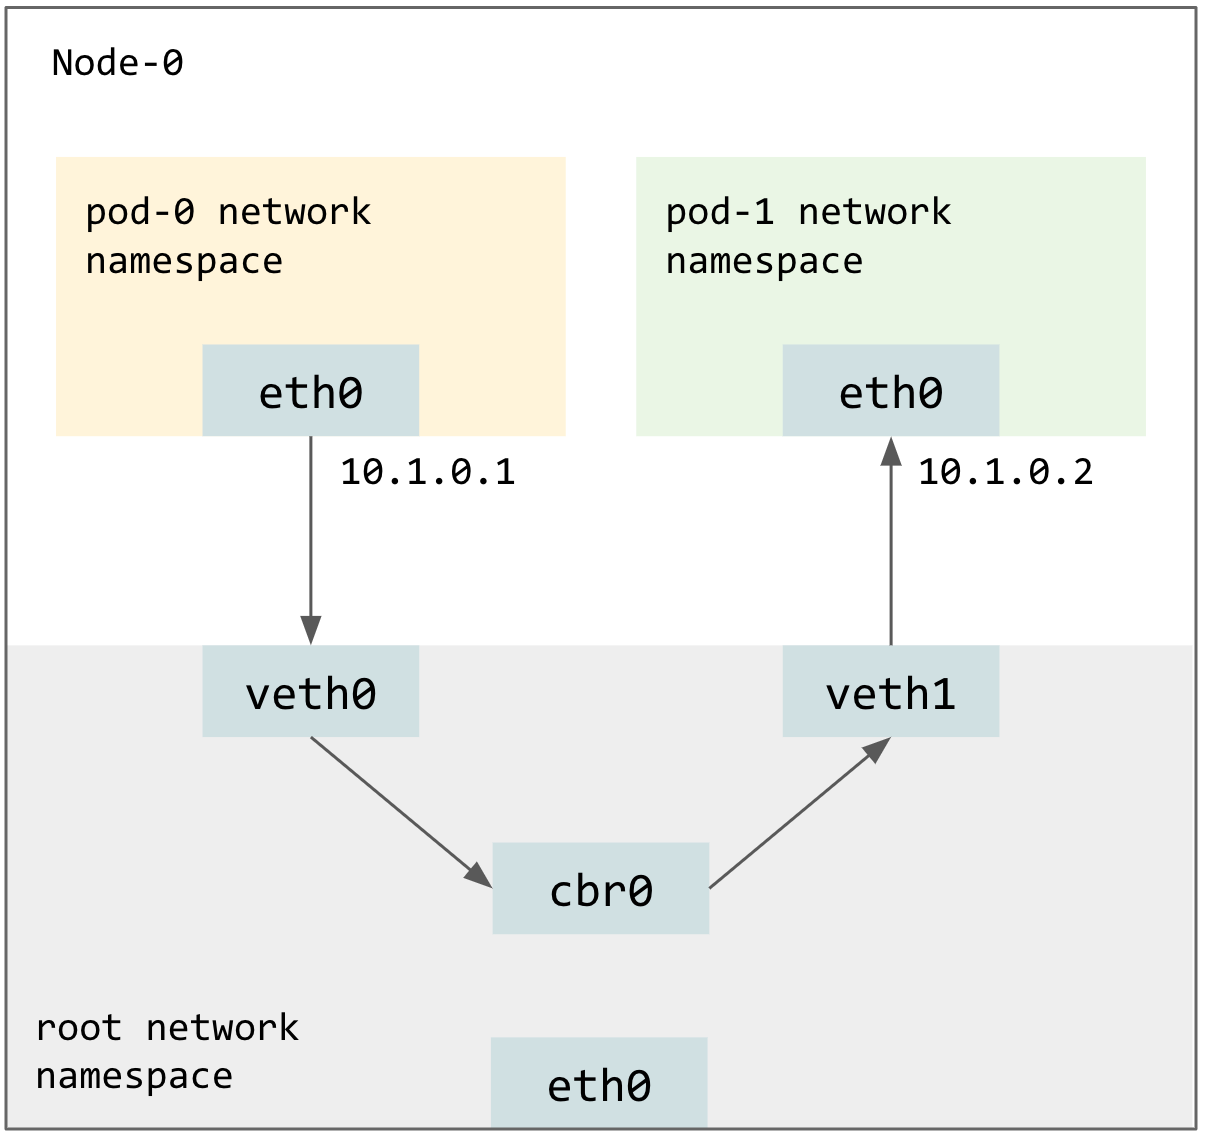 Node-0
pod-0 network
namespace
pod-1 network
namespace
eth0
eth0
10.1.0.1
10.1.0.2
veth0
veth1
cbr0
root network
namespace
eth0